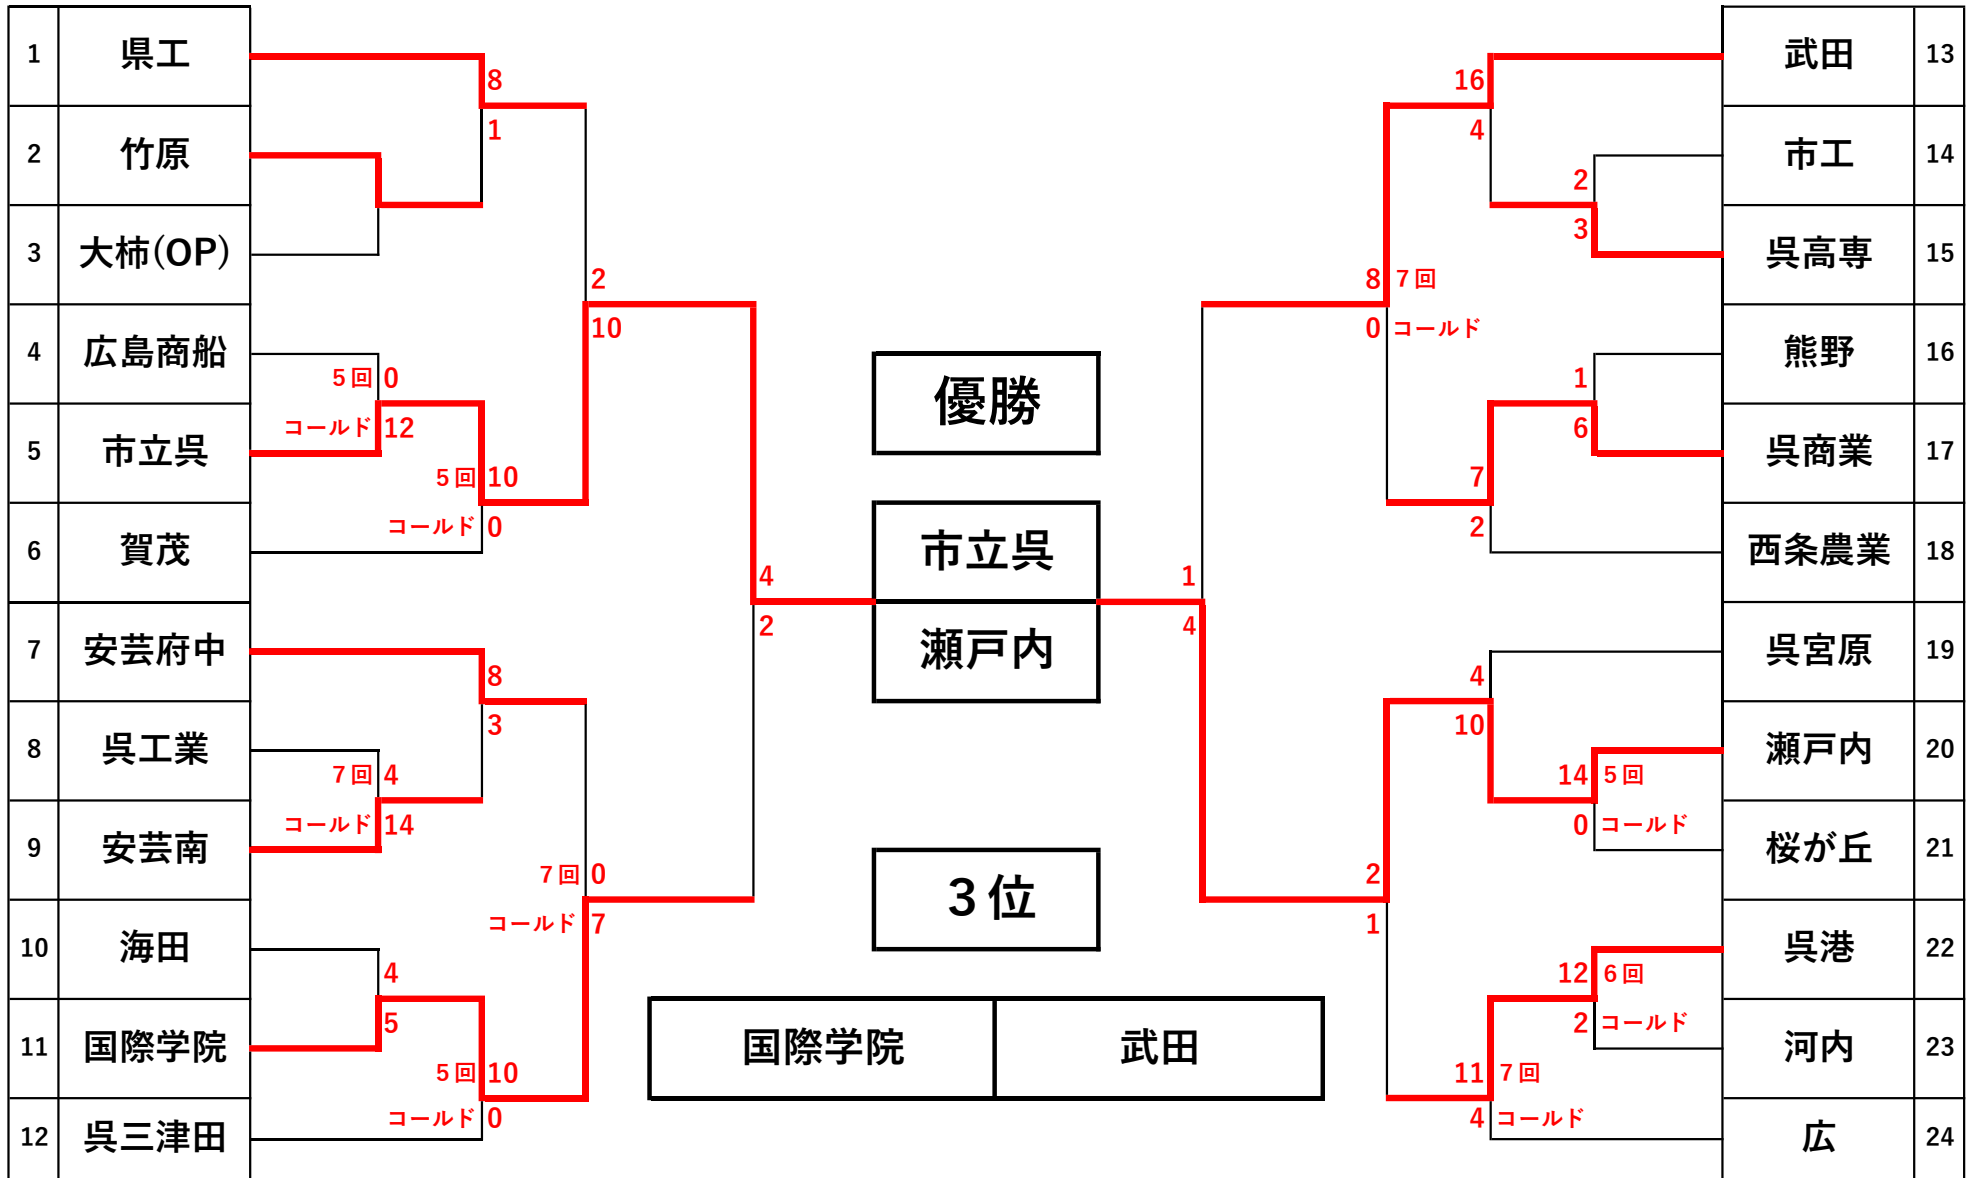 1 県工
2 竹原
3 大柿(OP)
4 広島商船
5 市立呉
6 賀茂
7 安芸府中
8 呉工業
9 安芸南
10 海田
11 国際学院
12 呉三津田
8
1
5回 0
コールド 12
5回 10
コールド 0
2
10
8
3
7回 4
コールド 14
4
5
5回 10
コールド 0
7回 0
コールド 7
4
2
優勝
市立呉
瀬戸内
3位
国際学院 武田
1
4
16
4
2
3
8 7回
0 コールド
1
6
7
2
4
10
14 5回
0 コールド
2
1
12 6回
2 コールド
11 7回
4 コールド
武田 13
市工 14
呉高専 15
熊野 16
呉商業 17
西条農業 18
呉宮原 19
瀬戸内 20
桜が丘 21
呉港 22
河内 23
広 24